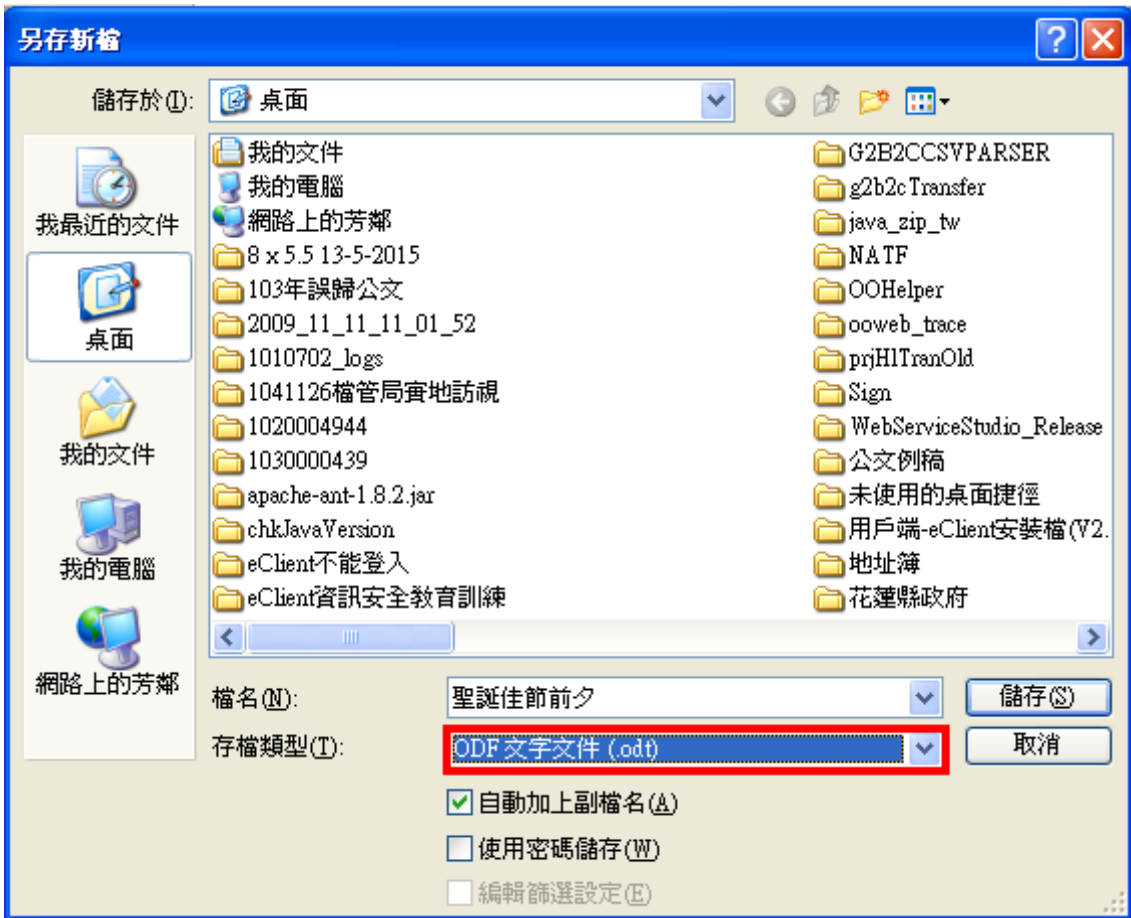 另存新檔
儲存於(I):
桌面
我最近的文件
桌面
我的文件
我的電腦
網路上的芳鄰
我的文件
我的電腦
網路上的芳鄰
8 x 5.5 13-5-2015
103年誤歸公文
2009_11_11_11_01_52
1010702_logs
1041126檔管局實地訪視
1020004944
1030000439
apache-ant-1.8.2.jar
chkJavaVersion
eClient不能登入
eClient資訊安全教育訓練
G2B2CCSVPARSER
g2b2cTransfer
java_zip_tw
NATF
OOHelper
ooweb_trace
prjHlTranOld
Sign
WebServiceStudio_Release
公文例稿
未使用的桌面捷徑
用戶端-eClient安裝檔(V2.
地址簿
花蓮縣政府
檔名(N):
聖誕佳節前夕
儲存(S)
存檔類型(T):
ODF 文字文件 (.odt)
取消
自動加上副檔名(A)
使用密碼儲存(W)
編輯篩選設定(E)